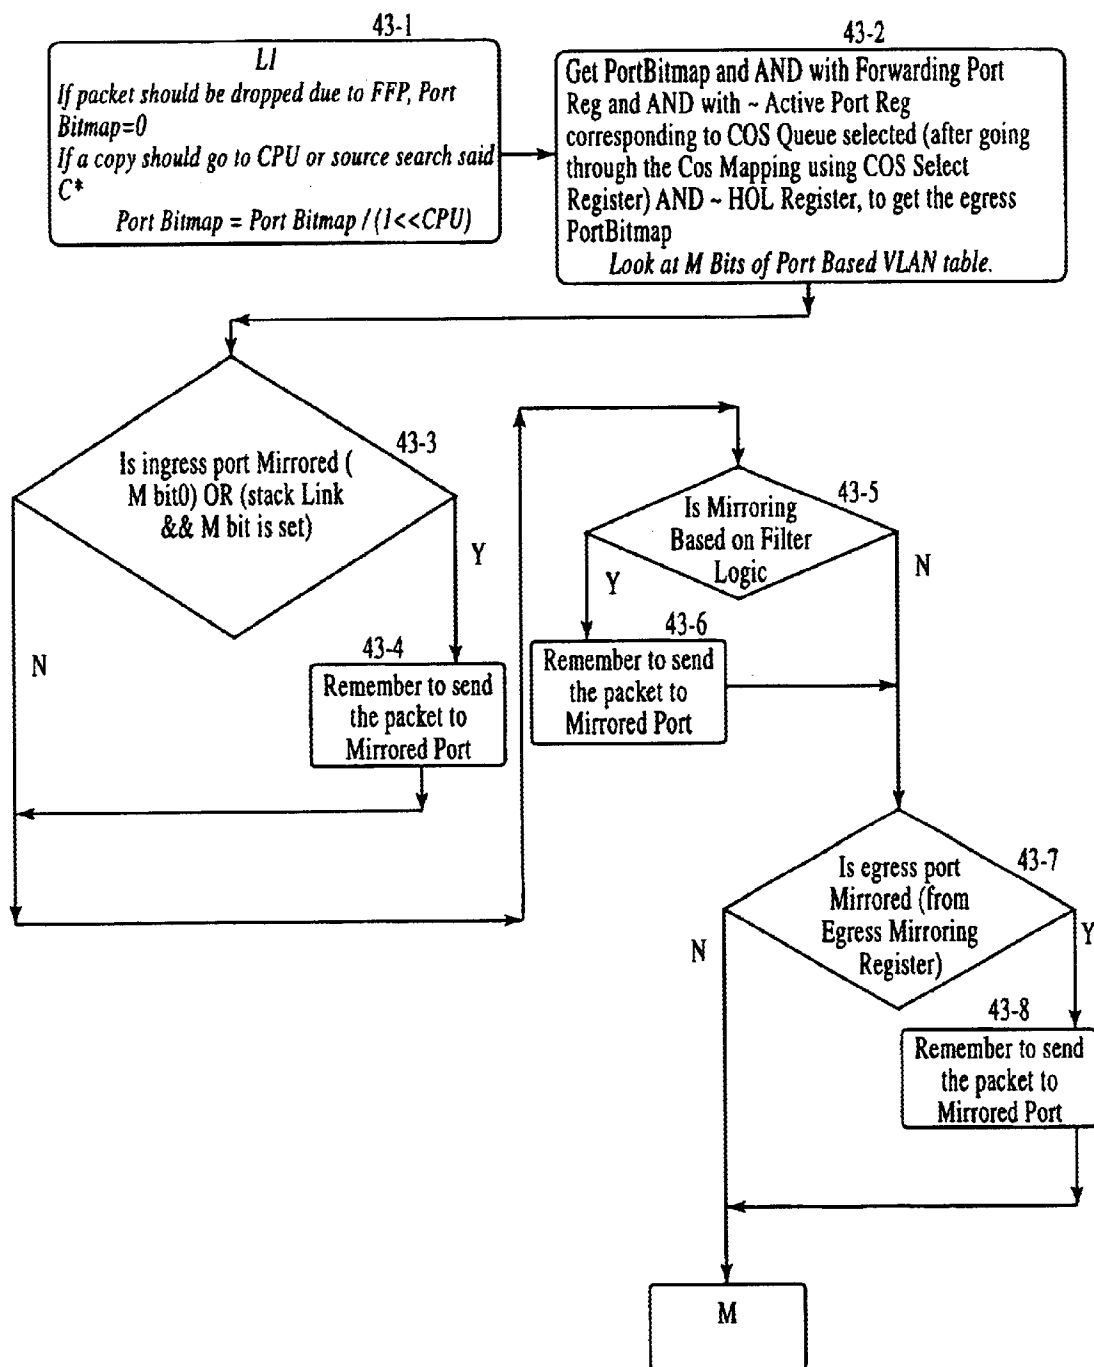 43-1
L1
If packet should be dropped due to FFP, Port
Bitmap=0
If a copy should go to CPU or source search said
C*
Port Bitmap = Port Bitmap /(1<<CPU)
43-2
Get PortBitmap and AND with Forwarding Port
Reg and AND with ~ Active Port Reg
corresponding to COS Queue selected (after going
through the Cos Mapping using COS Select
Register) AND ~ HOL Register, to get the egress
PortBitmap
Look at M Bits of Port Based VLAN table.
43-3
Is ingress port Mirrored (
M bit0) OR (stack Link
&& M bit is set)
Y
N
43-4
Remember to send
the packet to
Mirrored Port
43-5
Is Mirroring
Based on Filter
Logic
Y
N
43-6
Remember to send
the packet to
Mirrored Port
43-7
Is egress port
Mirrored (from
Egress Mirroring
Register)
N
Y
43-8
Remember to send
the packet to
Mirrored Port
M